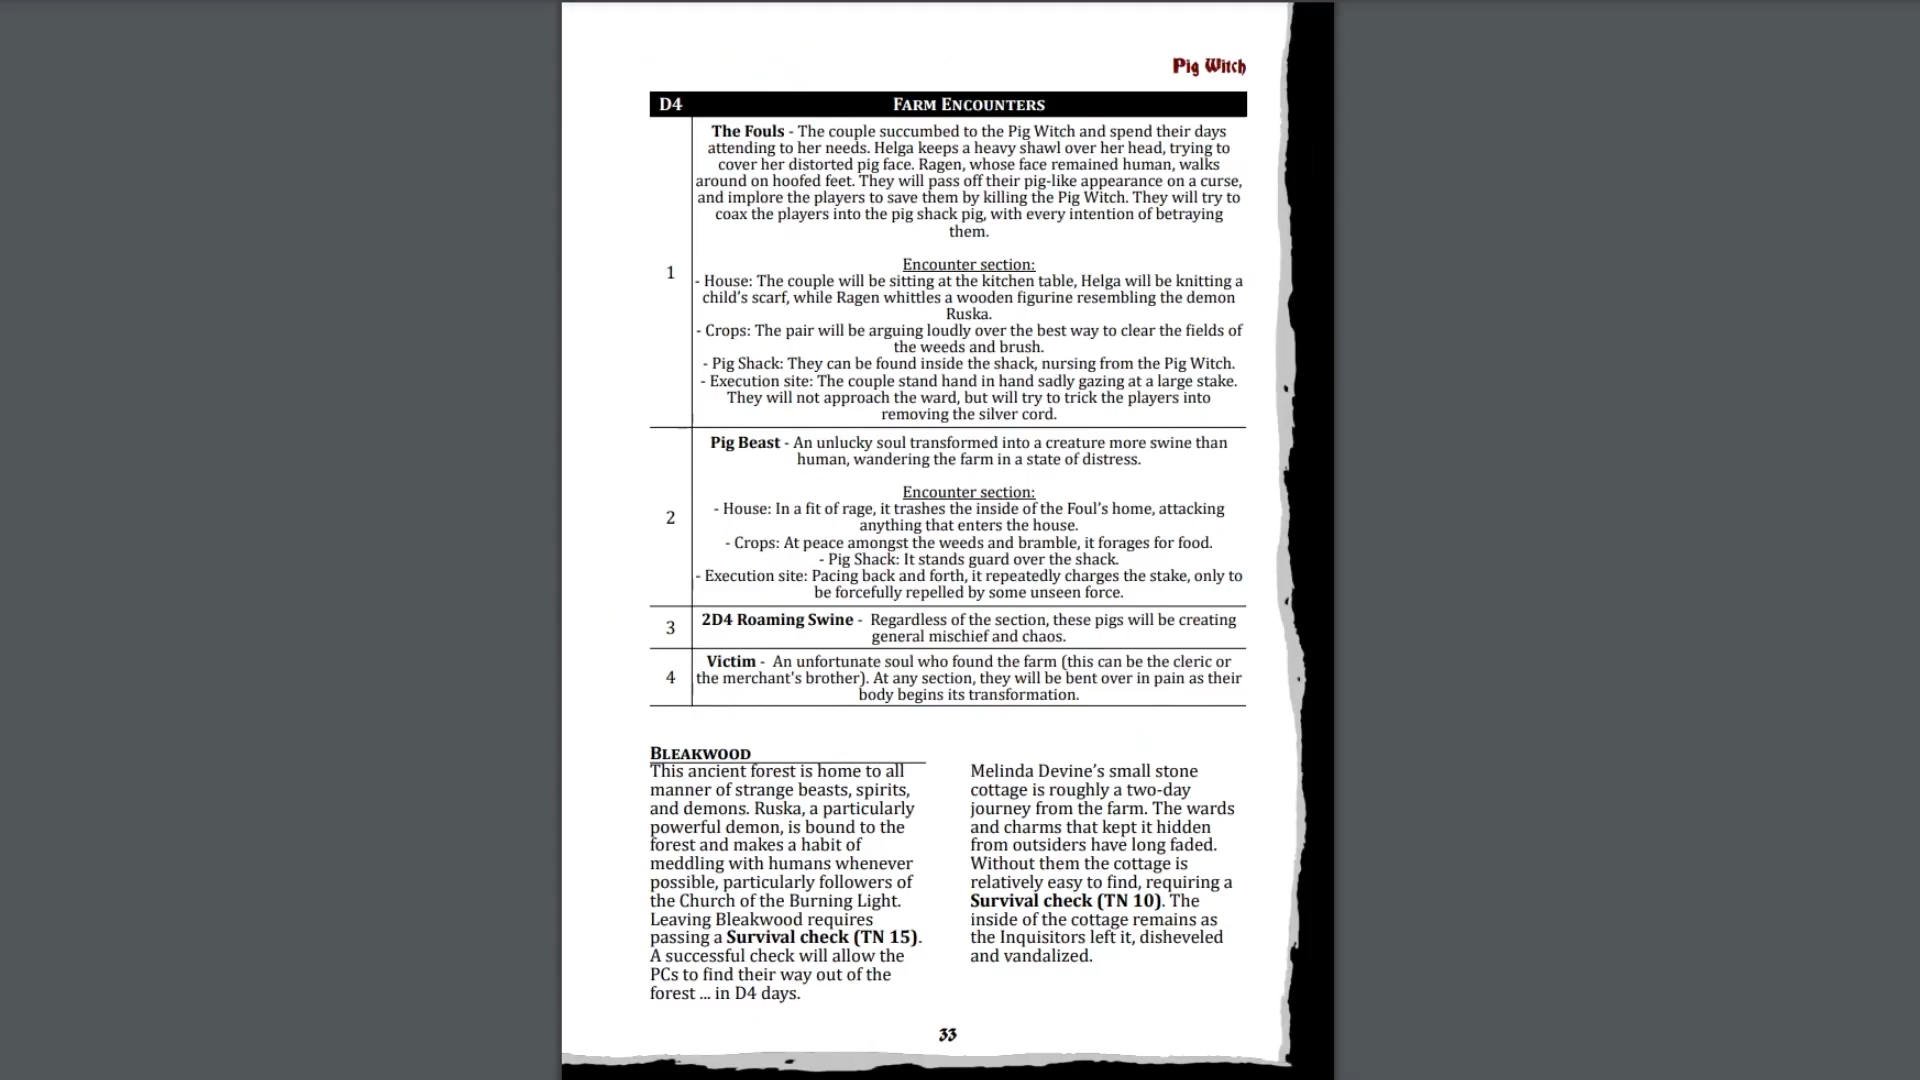 Pig Witch
D4 FARM ENCOUNTERS
The Fouls - The couple succumbed to the Pig Witch and spend their days
attending to her needs. Helga keeps a heavy shawl over her head, trying to
cover her distorted pig face. Ragen, whose face remained human, walks
around on hoofed feet. They will pass off their pig-like appearance on a curse,
and implore the players to save them by killing the Pig Witch. They will try to
coax the players into the pig shack pig, with every intention of betraying
them.
Encounter section:
1
- House: The couple will be sitting at the kitchen table, Helga will be knitting a
child's scarf, while Ragen whittles a wooden figurine resembling the demon
Ruska.
- Crops: The pair will be arguing loudly over the best way to clear the fields of
the weeds and brush.
- Pig Shack: They can be found inside the shack, nursing from the Pig Witch.
- Execution site: The couple stand hand in hand sadly gazing at a large stake.
They will not approach the ward, but will try to trick the players into
removing the silver cord.
Pig Beast - An unlucky soul transformed into a creature more swine than
human, wandering the farm in a state of distress.
Encounter section:
- House: In a fit of rage, it trashes the inside of the Foul's home, attacking
2
anything that enters the house.
- Crops: At peace amongst the weeds and bramble, it forages for food.
- Pig Shack: It stands guard over the shack.
- Execution site: Pacing back and forth, it repeatedly charges the stake, only to
be forcefully repelled by some unseen force.
3
2D4 Roaming Swine - Regardless of the section, these pigs will be creating
general mischief and chaos.
Victim - An unfortunate soul who found the farm (this can be the cleric or
4 the merchant's brother). At any section, they will be bent over in pain as their
body begins its transformation.
BLEAKWOOD
This ancient forest is home to all
manner of strange beasts, spirits,
and demons. Ruska, a particularly
powerful demon, is bound to the
forest and makes a habit of
meddling with humans whenever
possible, particularly followers of
the Church of the Burning Light.
Leaving Bleakwood requires
passing a Survival check (TN 15).
A successful check will allow the
PCs to find their way out of the
forest ... in D4 days.
Melinda Devine's small stone
cottage is roughly a two-day
journey from the farm. The wards
and charms that kept it hidden
from outsiders have long faded.
Without them the cottage is
relatively easy to find, requiring a
Survival check (TN 10). The
inside of the cottage remains as
the Inquisitors left it, disheveled
and vandalized.
33